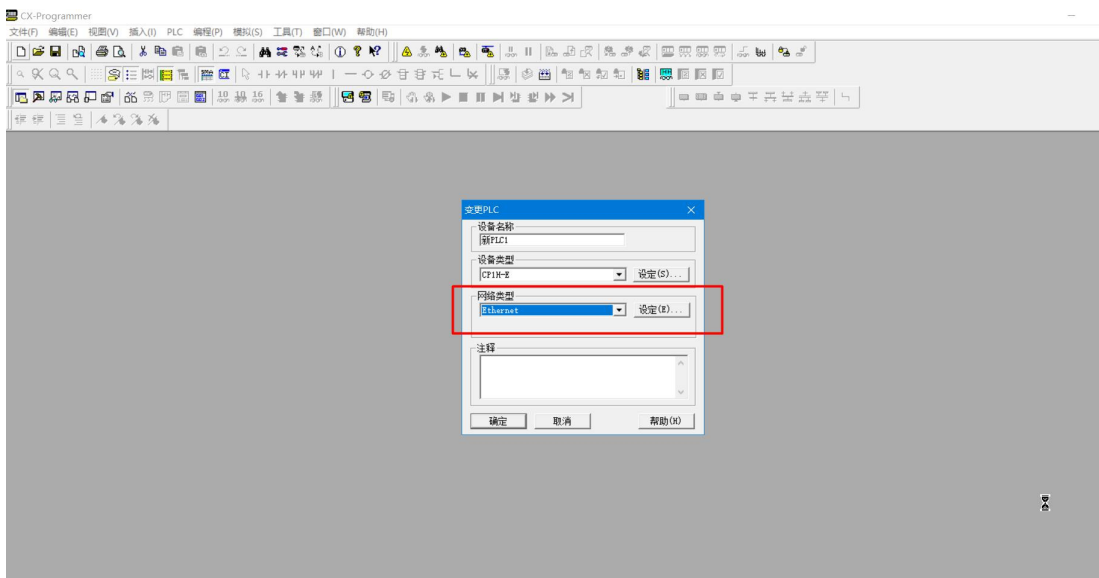 CX-Programmer
文件(F) 编辑(E) 视图(V) 插入(I) PLC 编程(P) 模拟(S) 工具(T) 窗口(W) 帮助(H)
10 16
变更PLC
设备名称
新PLC1
设备类型
CP1H-E 设定(S)...
网络类型
Ethernet 设定(E)...
注释
确定 取消 帮助(H)